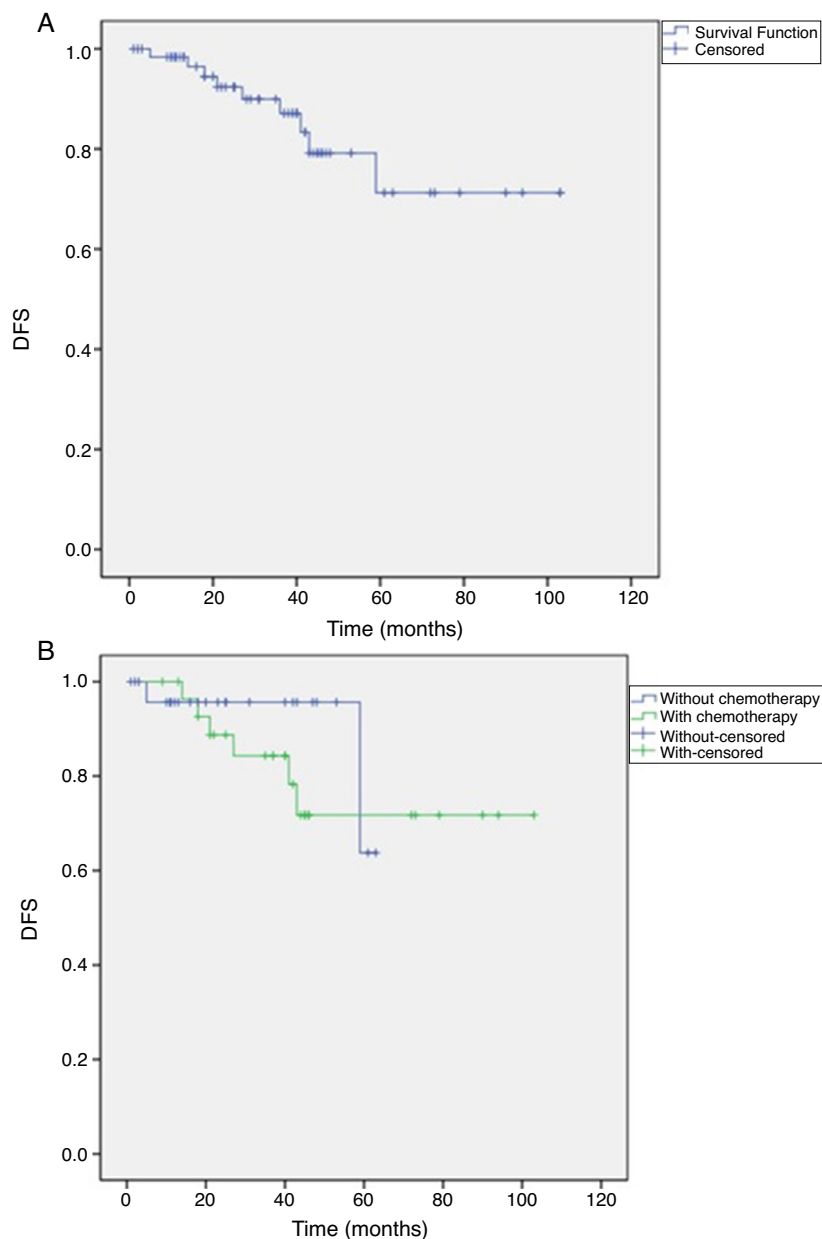 A
Survival Function
Censored
1.0
0.8
0.6
0.4
0.2
0.0
DFS
0 20 40 60 80 100 120
Time (months)
B
Without chemotherapy
With chemotherapy
Without-censored
With-censored
1.0
0.8
0.6
0.4
0.2
0.0
DFS
0 20 40 60 80 100 120
Time (months)